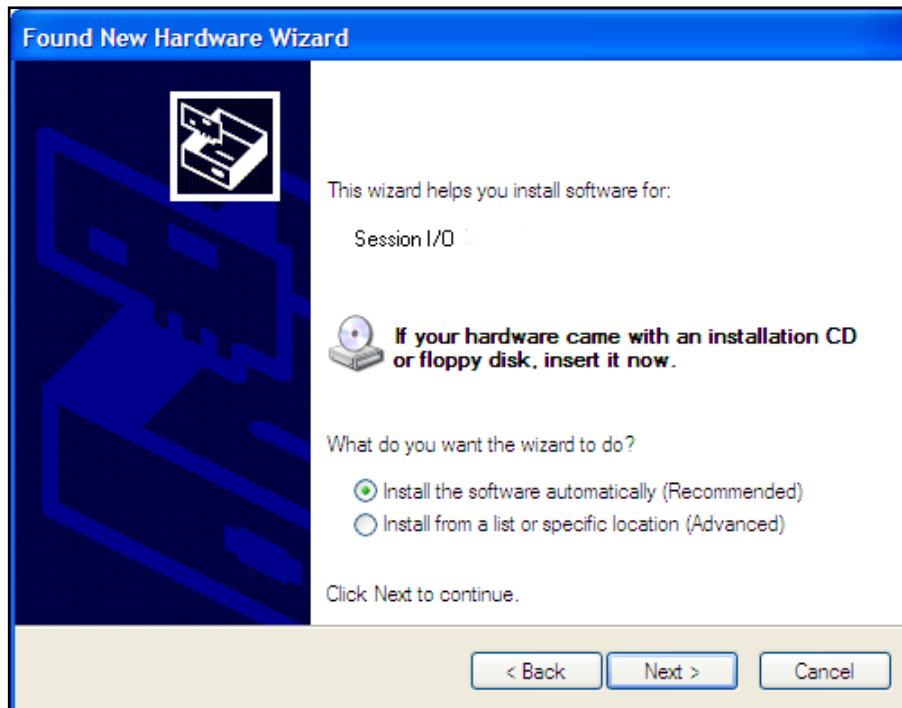 Found New Hardware Wizard
This wizard helps you install software for:
Session I/O
If your hardware came with an installation CD
or floppy disk, insert it now.
What do you want the wizard to do?
Install the software automatically (Recommended)
Install from a list or specific location (Advanced)
Click Next to continue.
< Back Next > Cancel